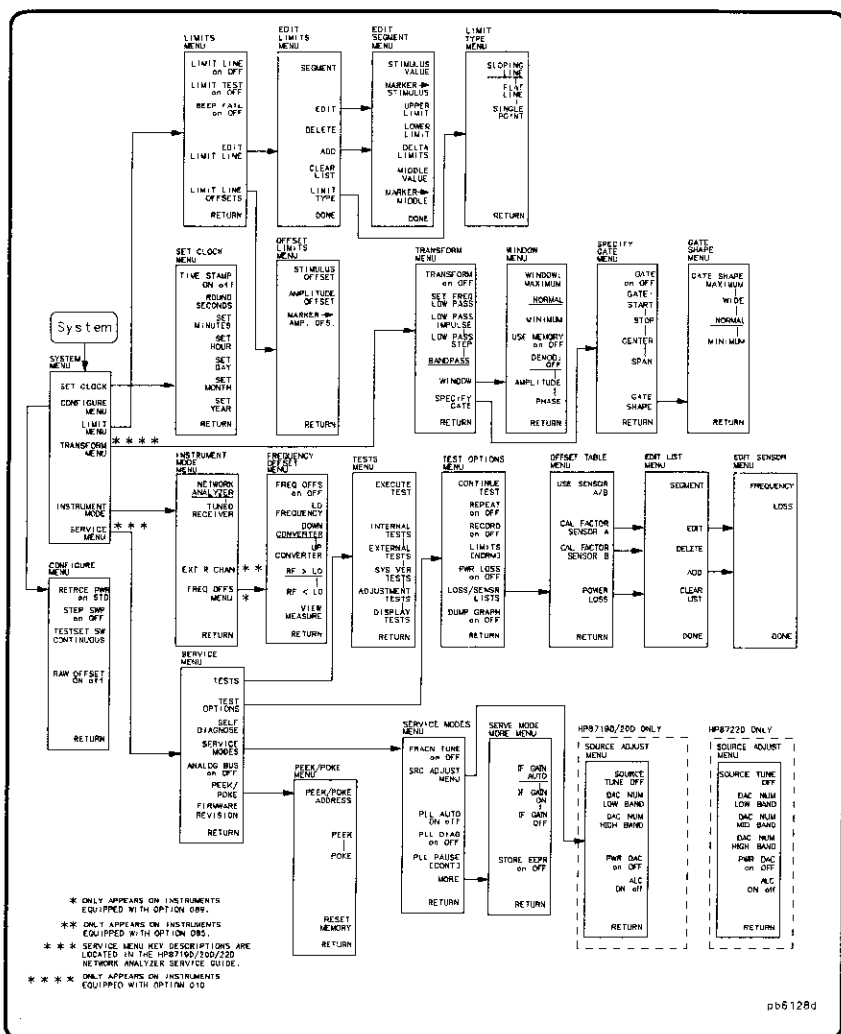 LIMITS
MENU
LIMIT LINE
on OFF
LIMIT TEST
on OFF
BEEP FAIL
on OFF
EDIT
LIMIT LINE
LIMIT LINE
OFFSETS
RETURN
EDIT
LIMITS
MENU
SEGMENT
EDIT
DELETE
ADD
CLEAR
LIST
LIMIT
TYPE
DONE
EDIT
SEGMENT
MENU
STIMULUS
VALUE
MARKER
STIMULUS
UPPER
LIMIT
LOWER
LIMIT
DELTA
LIMITS
MIDDLE
VALUE
MARKER
MIDDLE
DONE
LIMIT
TYPE
MENU
SLOPING
LINE
FLAT
LINE
SINGLE
POINT
RETURN
System
SYSTEM
MENU
SET CLOCK
CONFIGURE
MENU
LIMIT
MENU
TRANSFORM
MENU
* * * *
INSTRUMENT
MODE
SERVICE
MENU
* * *
SET CLOCK
MENU
TIME STAMP
ON off
ROUND
SECONDS
SET
MINUTES
SET
HOUR
SET
DAY
SET
MONTH
SET
YEAR
RETURN
OFFSET
LIMITS
MENU
STIMULUS
OFFSET
AMPLITUDE
OFFSET
MARKER
AMP. OFS.
RETURN
TRANSFORM
MENU
TRANSFORM
on OFF
SET FREQ
LOW PASS
LOW PASS
IMPULSE
LOW PASS
STEP
BANDPASS
WINDOW
SPECIFY
GATE
RETURN
WINDOW
MENU
WINDOW:
MAXIMUM
NORMAL
MINIMUM
USE MEMORY
on OFF
DEMOD:
OFF
AMPLITUDE
PHASE
RETURN
SPECIFY
GATE
MENU
GATE
on OFF
GATE:
START
STOP
CENTER
SPAN
GATE
SHAPE
RETURN
GATE
SHAPE
MENU
GATE SHAPE
MAXIMUM
WIDE
NORMAL
MINIMUM
RETURN
CONFIGURE
MENU
RETRCE PWR
on STD
STEP SWP
on OFF
TESTSET SW
CONTINUOUS
RAW OFFSET
On off
RETURN
INSTRUMENT
MODE
MENU
NETWORK
ANALYZER
TUNED
RECEIVER
EXT R CHAN * *
FREQ OFFS
MENU *
RETURN
FREQUENCY
OFFSET
MENU
FREQ OFFS
on OFF
LO
FREQUENCY
DOWN
CONVERTER
UP
CONVERTER
RF > LO
RF < LO
VIEW
MEASURE
RETURN
TESTS
MENU
EXECUTE
TEST
INTERNAL
TESTS
EXTERNAL
TESTS
SYS VER
TESTS
ADJUSTMENT
TESTS
DISPLAY
TESTS
RETURN
TEST OPTIONS
MENU
CONTINUE
TEST
REPEAT
on OFF
RECORD
on OFF
LIMITS
[NORM]
PWR LOSS
on OFF
LOSS/SENSR
LISTS
DUMP GRAPH
on OFF
RETURN
OFFSET TABLE
MENU
USE SENSOR
A/B
CAL FACTOR
SENSOR A
CAL FACTOR
SENSOR B
POWER
LOSS
RETURN
EDIT LIST
MENU
SEGMENT
EDIT
DELETE
ADD
CLEAR
LIST
DONE
EDIT SENSOR
MENU
FREQUENCY
LOSS
DONE
SERVICE
MENU
TESTS
TEST
OPTIONS
SELF
DIAGNOSE
SERVICE
MODES
ANALOG BUS
on OFF
PEEK/
POKE
FIRMWARE
REVISION
RETURN
PEEK/POKE
MENU
PEEK/POKE
ADDRESS
PEEK
POKE
RESET
MEMORY
RETURN
SERVICE MODES
MENU
FRACN TUNE
on OFF
SRC ADJUST
MENU
PLL AUTO
ON off
PLL DIAG
on OFF
PLL PAUSE
[CONT]
MORE
RETURN
SERVE MODE
MORE MENU
IF GAIN
AUTO
IF GAIN
ON
IF GAIN
OFF
STORE EEPR
on OFF
RETURN
HP8719D/20D ONLY
SOURCE ADJUST
MENU
SOURCE
TUNE OFF
DAC NUM
LOW BAND
DAC NUM
HIGH BAND
PWR DAC
on OFF
ALC
ON off
RETURN
HP8722D ONLY
SOURCE ADJUST
MENU
SOURCE TUNE
OFF
DAC NUM
LOW BAND
DAC NUM
MID BAND
DAC NUM
HIGH BAND
PWR DAC
on OFF
ALC
ON off
RETURN
* ONLY APPEARS ON INSTRUMENTS
EQUIPPED WITH OPTION 089.
* * ONLY APPEARS ON INSTRUMENTS
EQUIPPED WITH OPTION 085.
* * * SERVICE MENU KEY DESCRIPTIONS ARE
LOCATED IN THE HP8719D/20D/22D
NETWORK ANALYZER SERVICE GUIDE.
* * * * ONLY APPEARS ON INSTRUMENTS
EQUIPPED WITH OPTION 010
pb6128d